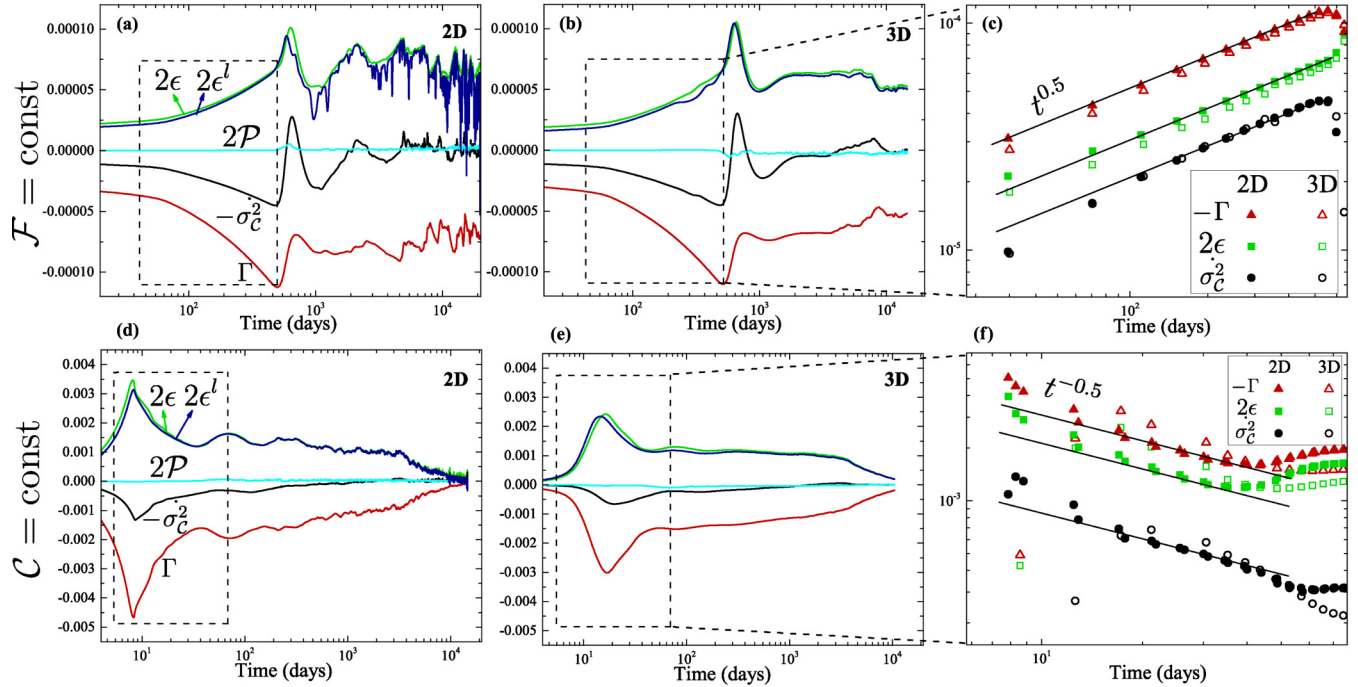 (a)
2D
0.00010
0.00005
0.00000
-0.00005
-0.00010
2ϵ
2ϵˡ
2𝒫
-σ̇²_𝒞
Γ
10²
10³
10⁴
Time (days)
ℱ = const
(b)
3D
0.00010
0.00005
0.00000
-0.00005
-0.00010
10²
10³
10⁴
Time (days)
(c)
10⁻⁴
10⁻⁵
t⁰·⁵
2D 3D
-Γ
2ϵ
σ̇²_𝒞
10²
Time (days)
(d)
2D
0.004
0.003
0.002
0.001
0.000
-0.001
-0.002
-0.003
-0.004
-0.005
2ϵ
2ϵˡ
2𝒫
-σ̇²_𝒞
Γ
10¹
10²
10³
10⁴
Time (days)
𝒞 = const
(e)
3D
0.004
0.003
0.002
0.001
0.000
-0.001
-0.002
-0.003
-0.004
-0.005
10¹
10²
10³
10⁴
Time (days)
(f)
10⁻³
t⁻⁰·⁵
2D 3D
-Γ
2ϵ
σ̇²_𝒞
10¹
Time (days)